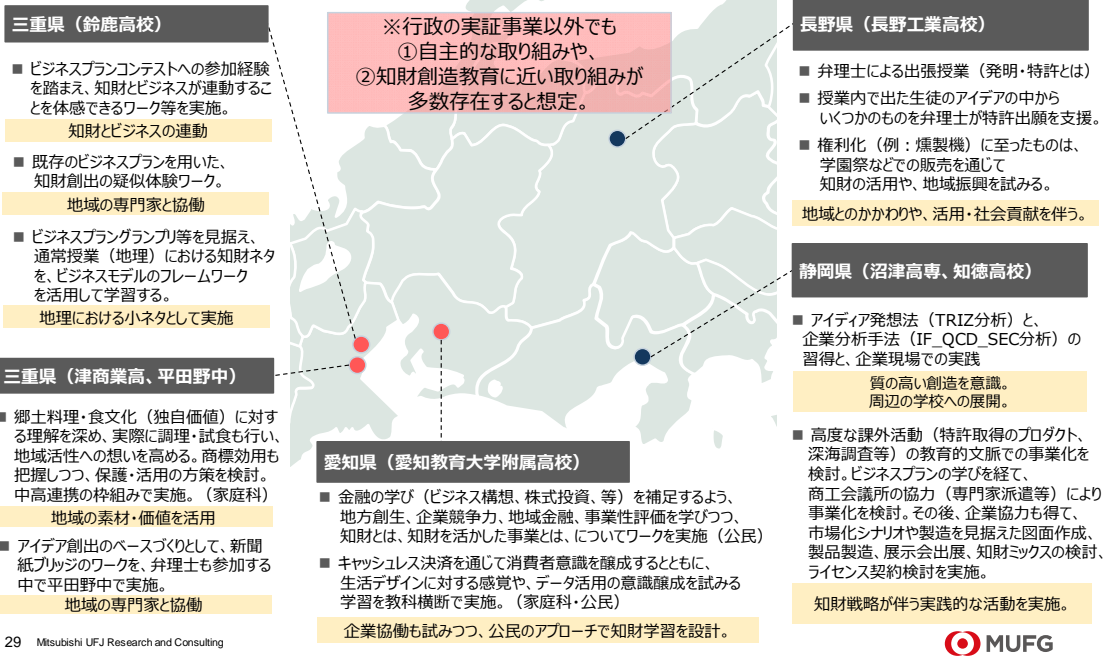 三重県（鈴鹿高校）
■ ビジネスプランコンテストへの参加経験
を踏まえ、知財とビジネスが連動するこ
とを体感できるワーク等を実施。
知財とビジネスの連動
■ 既存のビジネスプランを用いた、
知財創出の疑似体験ワーク。
地域の専門家と協働
■ ビジネスプラングランプリ等を見据え、
通常授業（地理）における知財ネタ
を、ビジネスモデルのフレームワーク
を活用して学習する。
地理における小ネタとして実施
三重県（津商業高、平田野中）
■ 郷土料理・食文化（独自価値）に対す
る理解を深め、実際に調理・試食も行い、
地域活性への想いを高める。商標効用も
把握しつつ、保護・活用の方策を検討。
中高連携の枠組みで実施。（家庭科）
地域の素材・価値を活用
■ アイデア創出のベースづくりとして、新聞
紙ブリッジのワークを、弁理士も参加する
中で平田野中で実施。
地域の専門家と協働
※行政の実証事業以外でも
①自主的な取り組みや、
②知財創造教育に近い取り組みが
多数存在すると想定。
愛知県（愛知教育大学附属高校）
■ 金融の学び（ビジネス構想、株式投資、等）を補足するよう、
地方創生、企業競争力、地域金融、事業性評価を学びつつ、
知財とは、知財を活かした事業とは、についてワークを実施（公民）
■ キャッシュレス決済を通じて消費者意識を醸成するとともに、
生活デザインに対する感覚や、データ活用の意識醸成を試みる
学習を教科横断で実施。（家庭科・公民）
企業協働も試みつつ、公民のアプローチで知財学習を設計。
長野県（長野工業高校）
■ 弁理士による出張授業（発明・特許とは）
■ 授業内で出た生徒のアイデアの中から
いくつかのものを弁理士が特許出願を支援。
■ 権利化（例：燻製機）に至ったものは、
学園祭などでの販売を通じて
知財の活用や、地域振興を試みる。
地域とのかかわりや、活用・社会貢献を伴う。
静岡県（沼津高専、知徳高校）
■ アイディア発想法（TRIZ分析）と、
企業分析手法（IF_QCD_SEC分析）の
習得と、企業現場での実践
質の高い創造を意識。
周辺の学校への展開。
■ 高度な課外活動（特許取得のプロダクト、
深海調査等）の教育的文脈での事業化を
検討。ビジネスプランの学びを経て、
商工会議所の協力（専門家派遣等）により
事業化を検討。その後、企業協力も得て、
市場化シナリオや製造を見据えた図面作成、
製品製造、展示会出展、知財ミックスの検討、
ライセンス契約検討を実施。
知財戦略が伴う実践的な活動を実施。
29 Mitsubishi UFJ Research and Consulting
MUFG